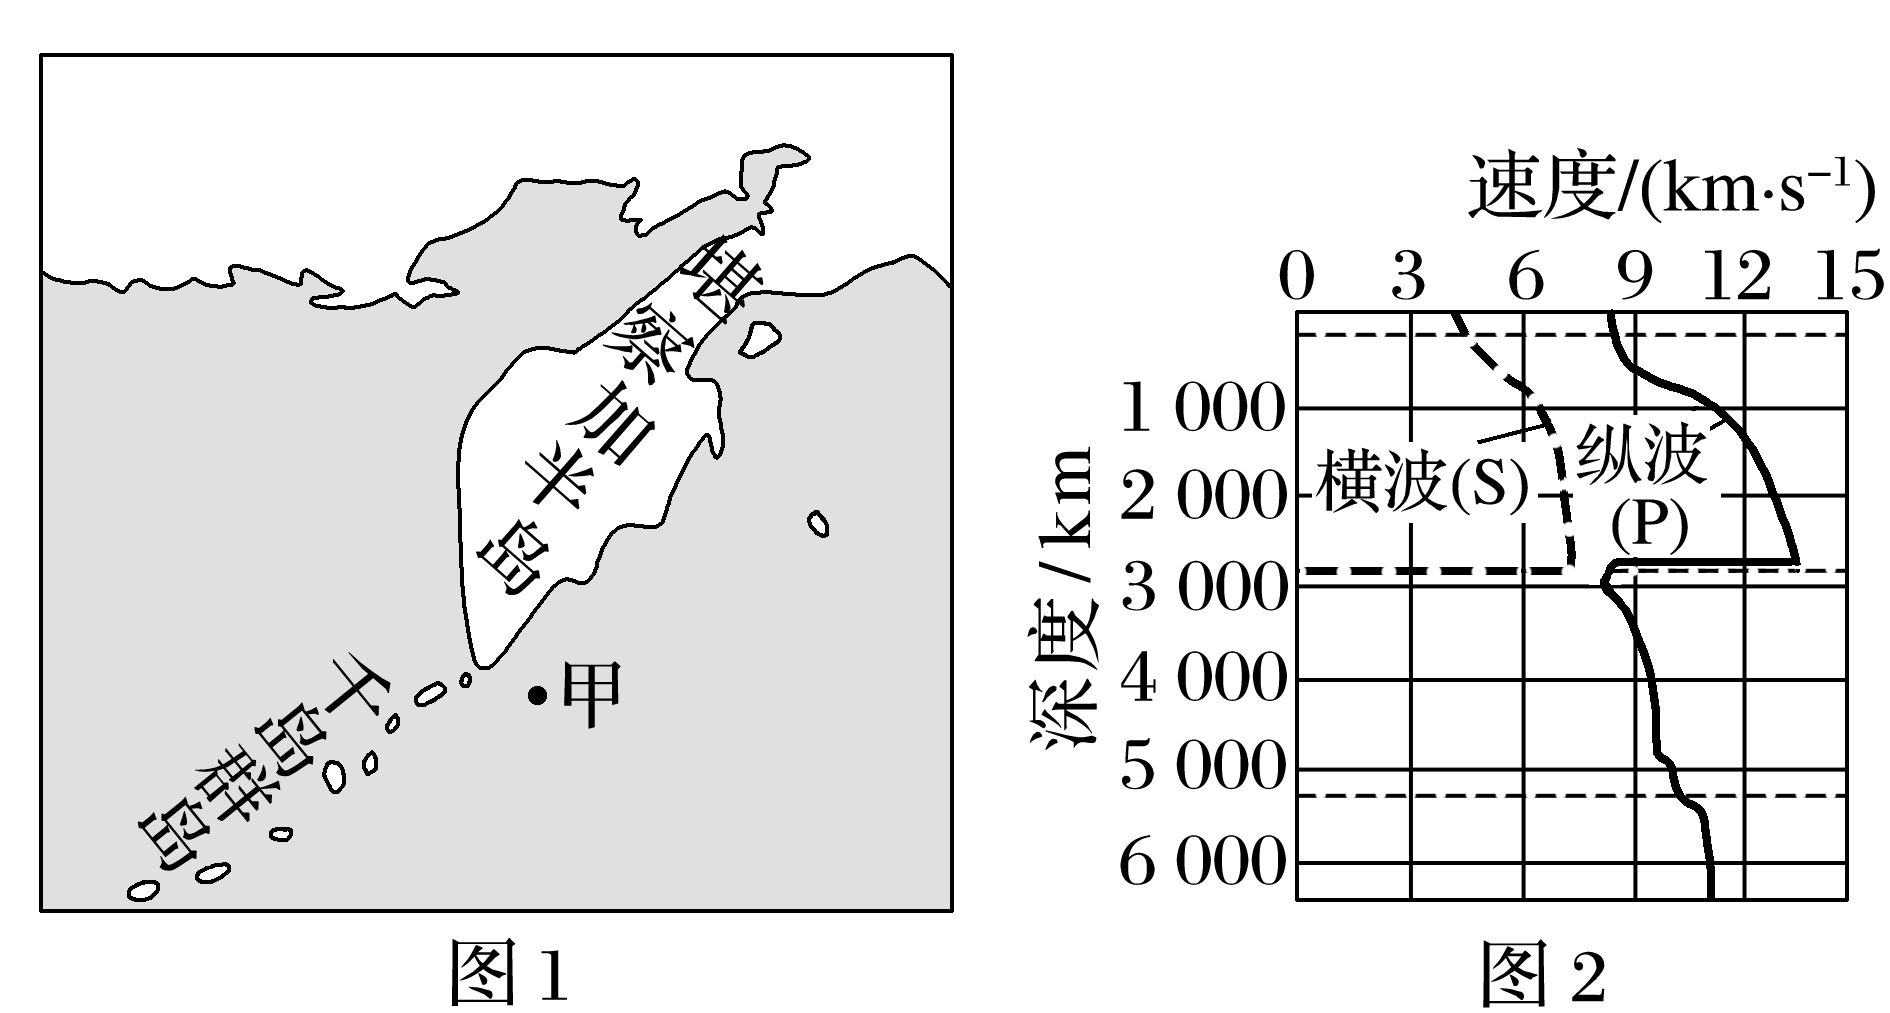 堪察加半岛
甲
千岛群岛
图 1
速度/(km·s⁻¹)
0 3 6 9 12 15
深度/km
1 000
2 000
3 000
4 000
5 000
6 000
横波(S)
纵波
(P)
图 2